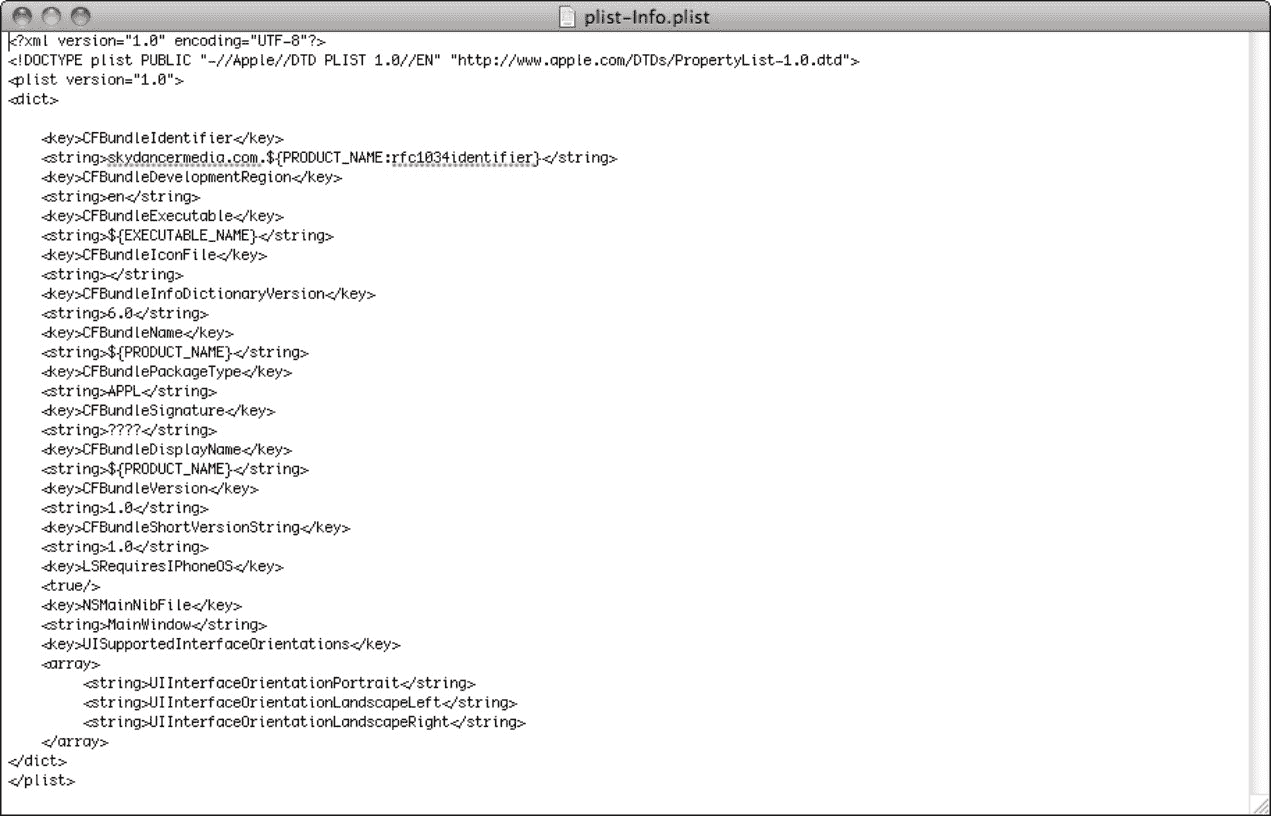 plist-Info.plist
<?xml version="1.0" encoding="UTF-8"?>
<!DOCTYPE plist PUBLIC "-//Apple//DTD PLIST 1.0//EN" "http://www.apple.com/DTDs/PropertyList-1.0.dtd">
<plist version="1.0">
<dict>
<key>CFBundleIdentifier</key>
<string>skydancermedia.com.${PRODUCT_NAME:rfc1034identifier}</string>
<key>CFBundleDevelopmentRegion</key>
<string>en</string>
<key>CFBundleExecutable</key>
<string>${EXECUTABLE_NAME}</string>
<key>CFBundleIconFile</key>
<string></string>
<key>CFBundleInfoDictionaryVersion</key>
<string>6.0</string>
<key>CFBundleName</key>
<string>${PRODUCT_NAME}</string>
<key>CFBundlePackageType</key>
<string>APPL</string>
<key>CFBundleSignature</key>
<string>????</string>
<key>CFBundleDisplayName</key>
<string>${PRODUCT_NAME}</string>
<key>CFBundleVersion</key>
<string>1.0</string>
<key>CFBundleShortVersionString</key>
<string>1.0</string>
<key>LSRequiresIPhoneOS</key>
<true/>
<key>NSMainNibFile</key>
<string>MainWindow</string>
<key>UISupportedInterfaceOrientations</key>
<array>
<string>UIInterfaceOrientationPortrait</string>
<string>UIInterfaceOrientationLandscapeLeft</string>
<string>UIInterfaceOrientationLandscapeRight</string>
</array>
</dict>
</plist>